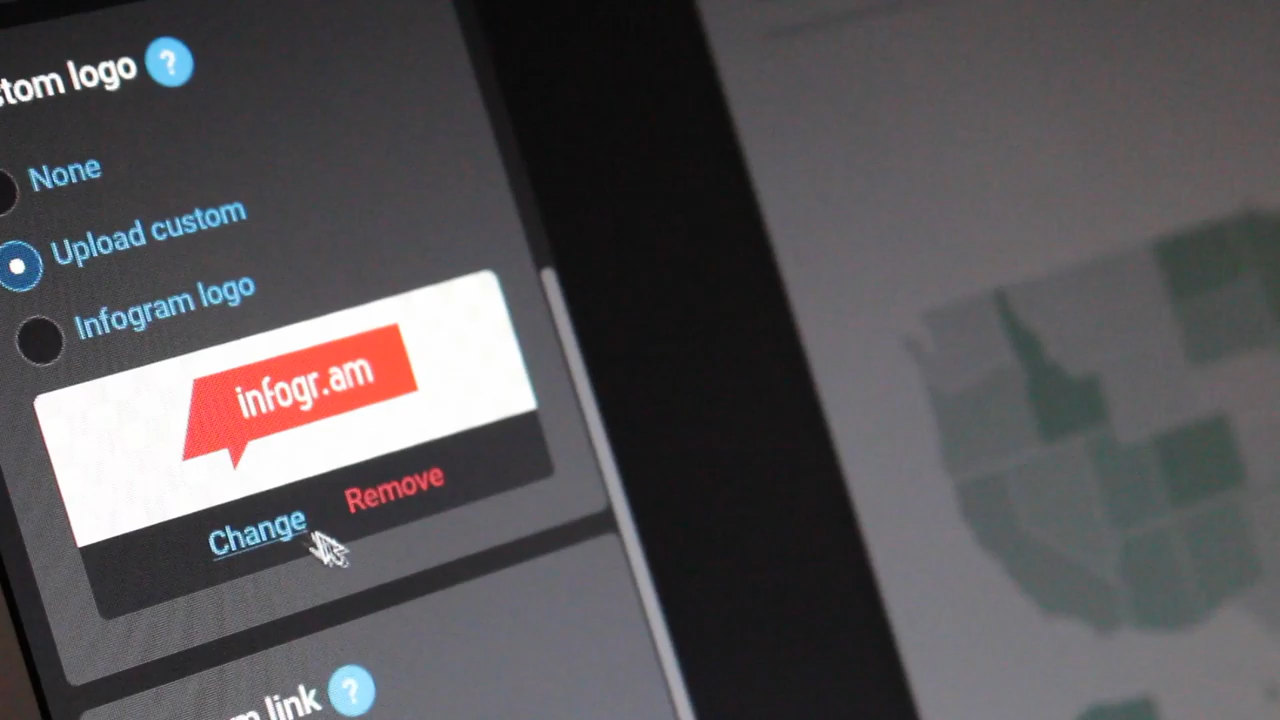 stom logo ?
None
Upload custom
Infogram logo
infogr.am
Change Remove
m link ?